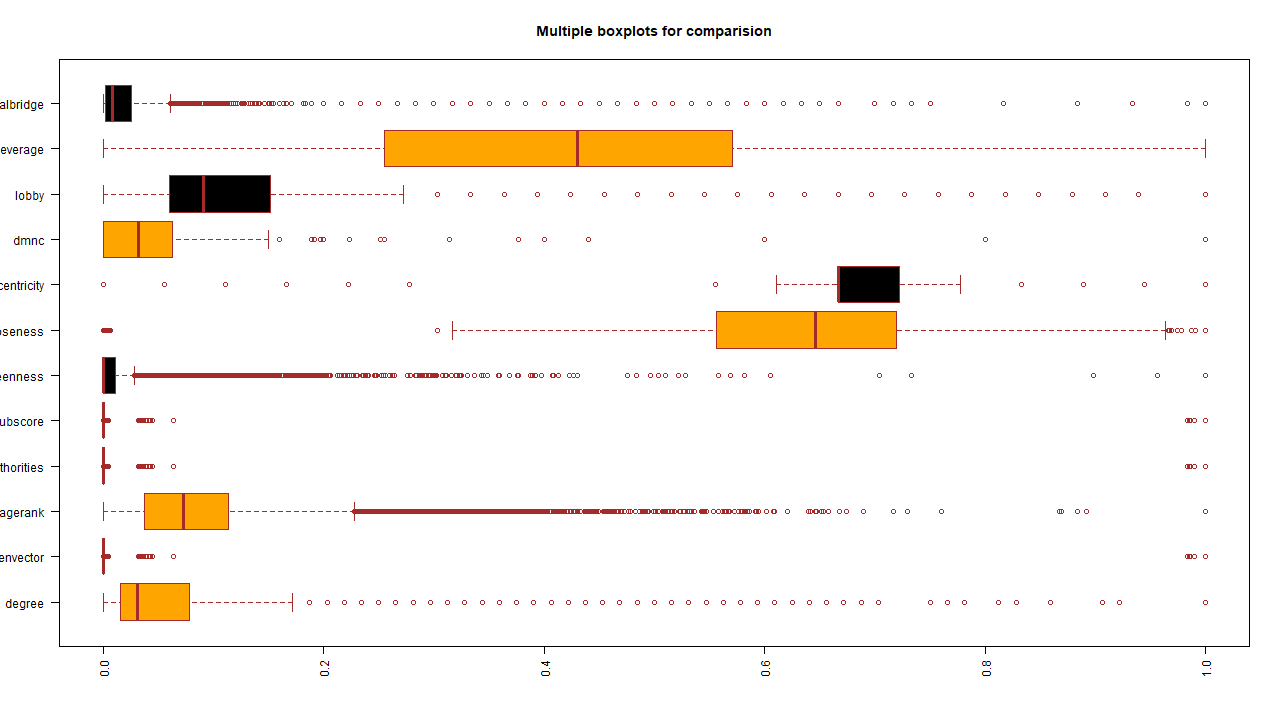 Multiple boxplots for comparision
albridge
everage
lobby
dmnc
centricity
oseness
eenness
ubscore
thorities
agerank
envector
degree
0.0
0.2
0.4
0.6
0.8
1.0